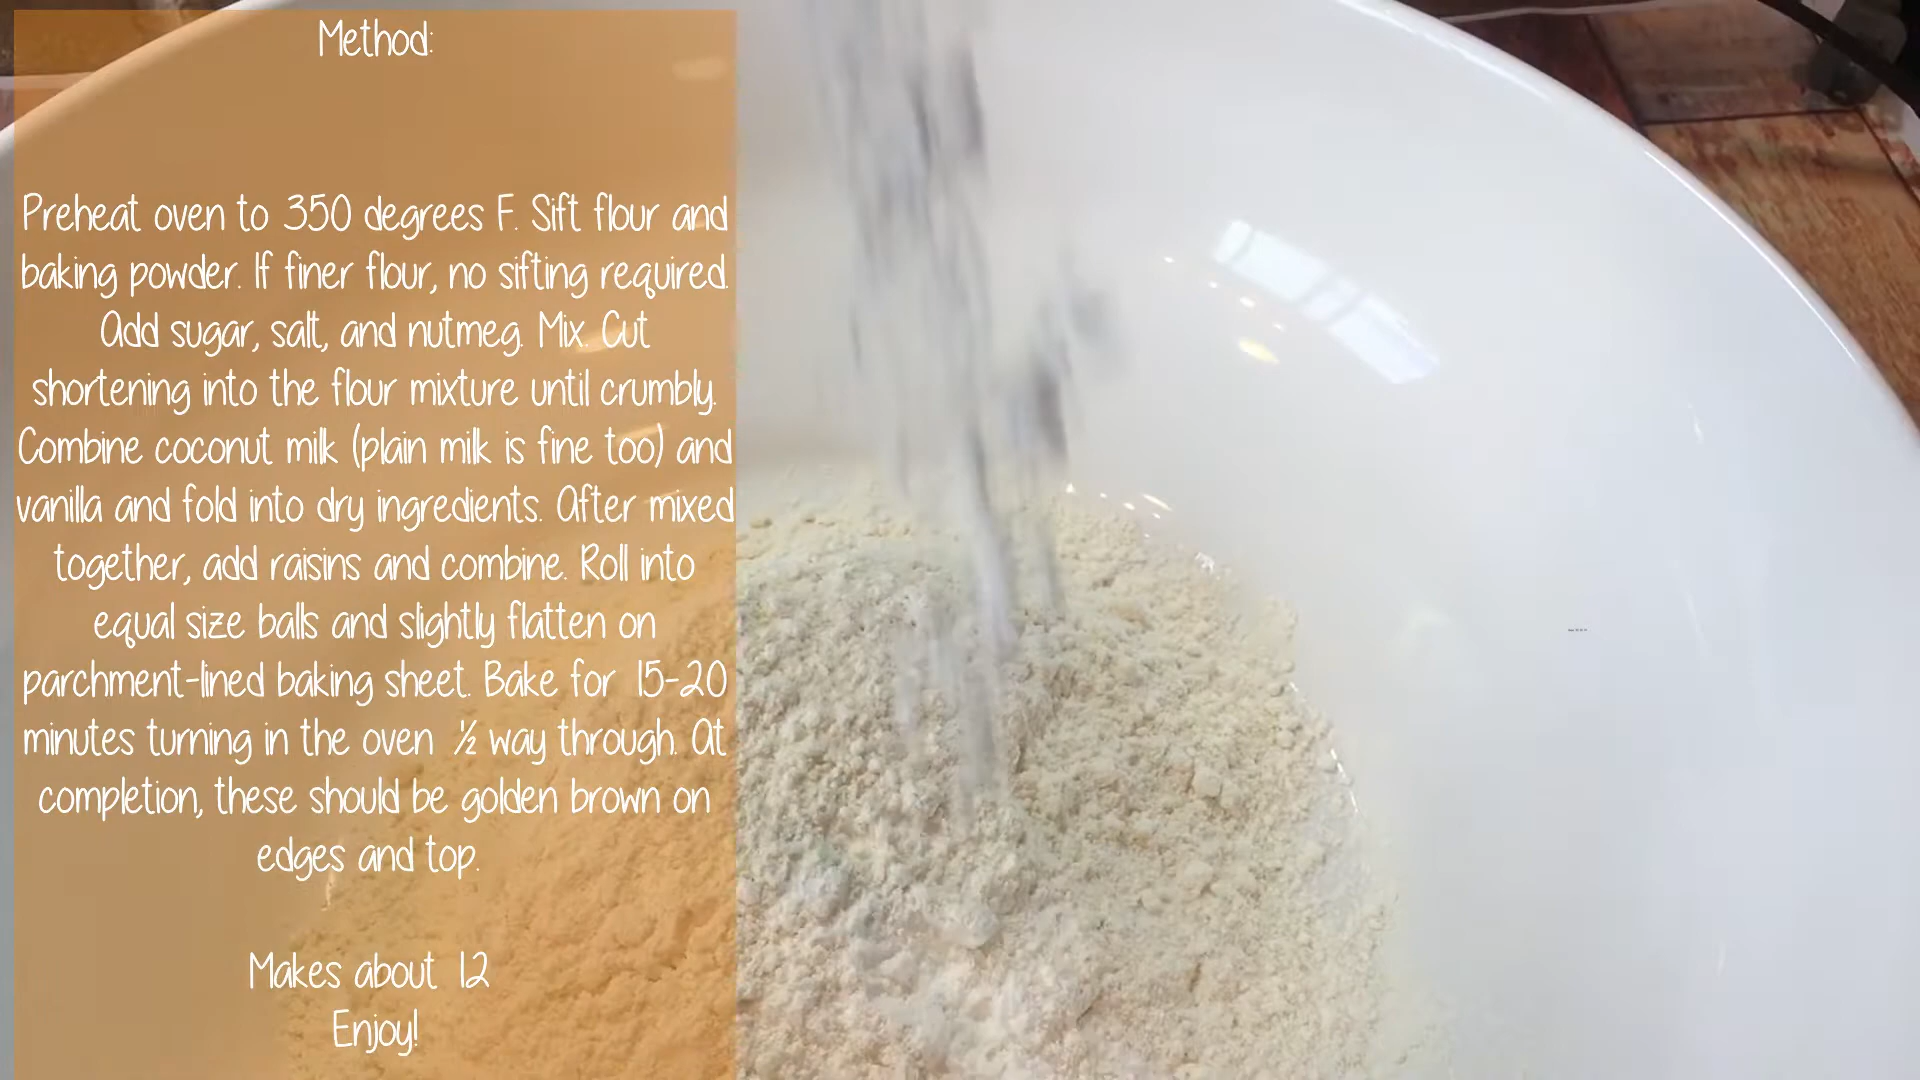 Method:
Preheat oven to 350 degrees F. Sift flour and
baking powder. If finer flour, no sifting required.
Add sugar, salt, and nutmeg. Mix. Cut
shortening into the flour mixture until crumbly.
Combine coconut milk (plain milk is fine too) and
vanilla and fold into dry ingredients. After mixed
together, add raisins and combine. Roll into
equal size balls and slightly flatten on
parchment-lined baking sheet. Bake for 15-20
minutes turning in the oven ½ way through. At
completion, these should be golden brown on
edges and top.
Makes about 12
Enjoy!